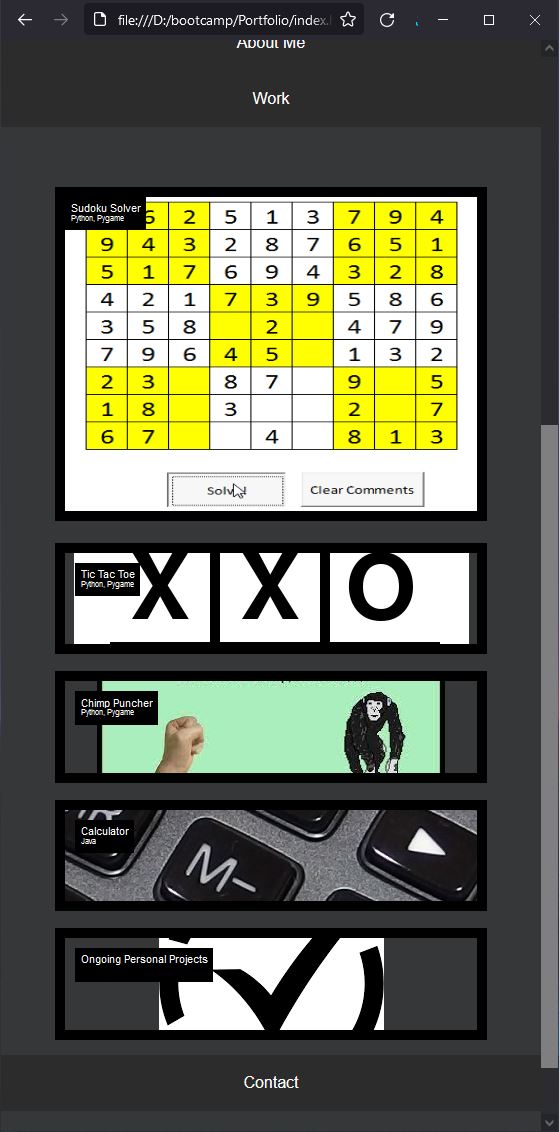 file:///D:/bootcamp/Portfolio/index.
About Me
Work
Sudoku Solver
Python, Pygame
6 2 5 1 3 7 9 4
9 4 3 2 8 7 6 5 1
5 1 7 6 9 4 3 2 8
4 2 1 7 3 9 5 8 6
3 5 8 2 4 7 9
7 9 6 4 5 1 3 2
2 3 8 7 9 5
1 8 3 2 7
6 7 4 8 1 3
Clear Comments
Tic Tac Toe
Python, Pygame
X X O
Chimp Puncher
Python, Pygame
Calculator
Java
M–
Ongoing Personal Projects
Contact